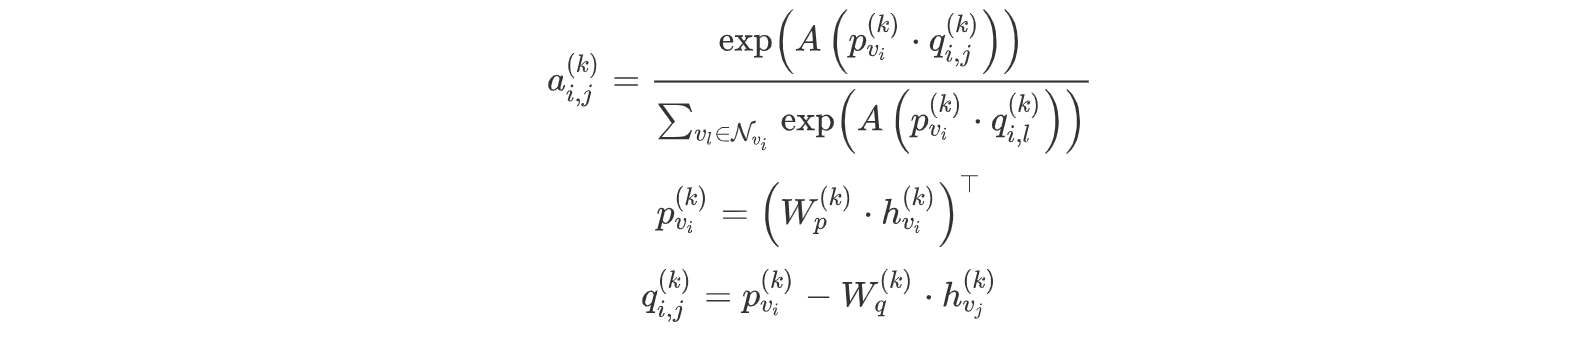 a_{i,j}^{(k)} = \frac{\exp\left(A\left(p_{v_i}^{(k)} \cdot q_{i,j}^{(k)}\right)\right)}{\sum_{v_l \in \mathcal{N}_{v_i}} \exp\left(A\left(p_{v_i}^{(k)} \cdot q_{i,l}^{(k)}\right)\right)}
p_{v_i}^{(k)} = \left(W_p^{(k)} \cdot h_{v_i}^{(k)}\right)^\top
q_{i,j}^{(k)} = p_{v_i}^{(k)} - W_q^{(k)} \cdot h_{v_j}^{(k)}